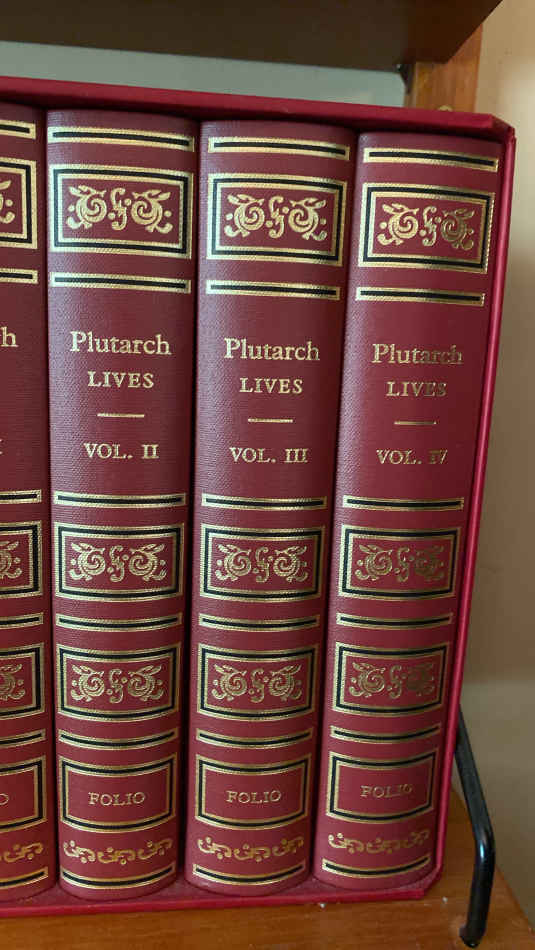 Plutarch
LIVES
VOL. II
FOLIO
Plutarch
LIVES
VOL. III
FOLIO
Plutarch
LIVES
VOL. IV
FOLIO